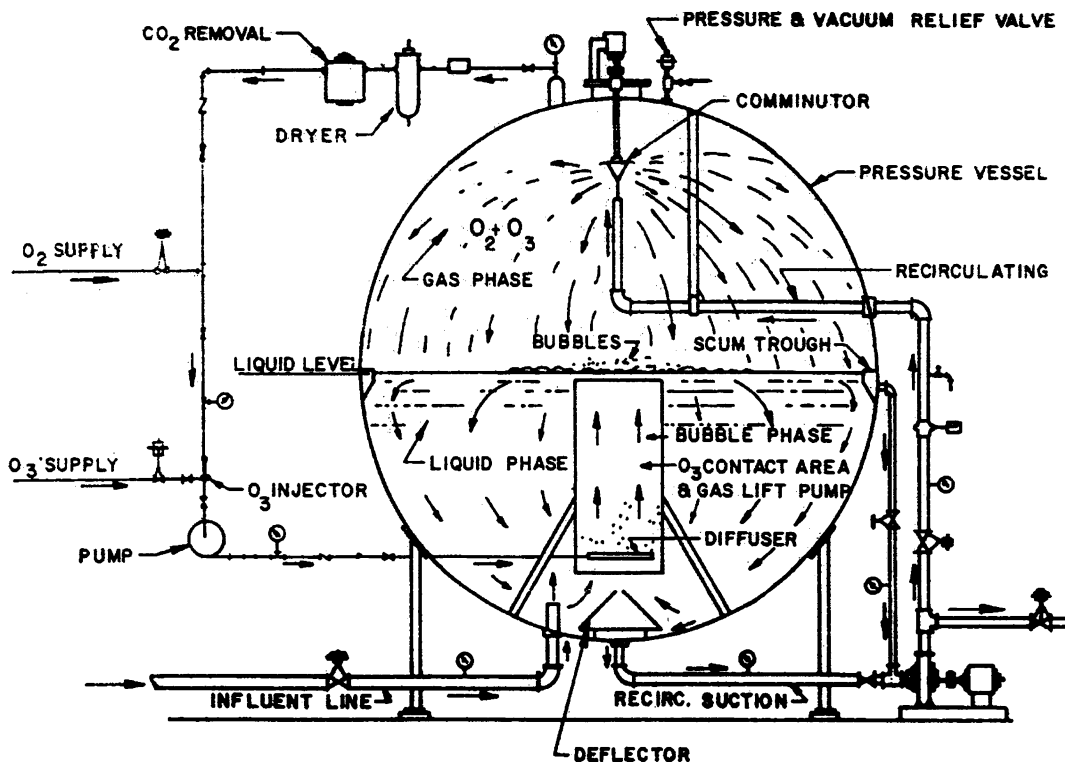 PRESSURE & VACUUM RELIEF VALVE
CO2 REMOVAL
COMMINUTOR
DRYER
PRESSURE VESSEL
O2+O3
O2 SUPPLY
GAS PHASE
RECIRCULATING
BUBBLES
SCUM TROUGH
LIQUID LEVEL
BUBBLE PHASE
LIQUID PHASE
O3 CONTACT AREA
& GAS LIFT PUMP
O3 SUPPLY
O3 INJECTOR
DIFFUSER
PUMP
INFLUENT LINE
RECIRC. SUCTION
DEFLECTOR